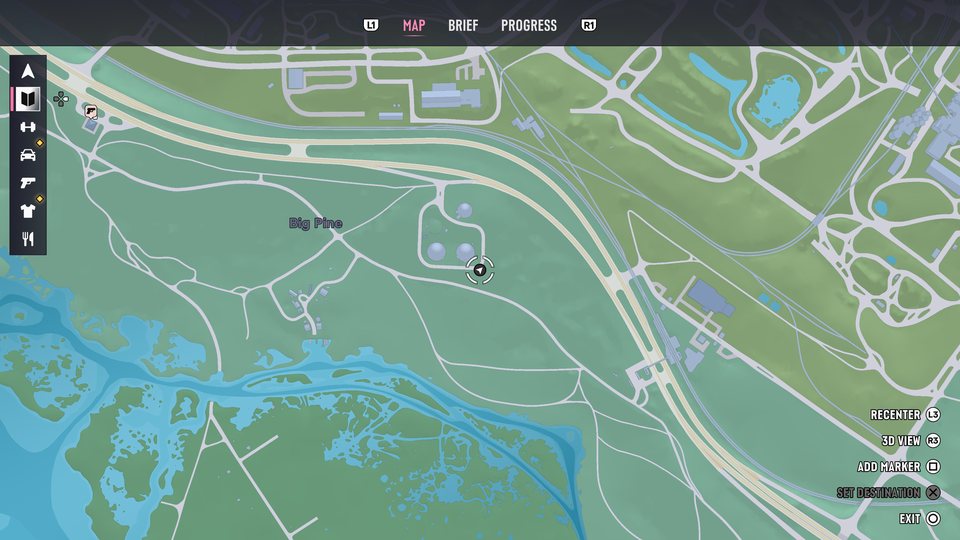 L1 MAP BRIEF PROGRESS R1
Big Pine
RECENTER L3
3D VIEW R3
ADD MARKER
SET DESTINATION
EXIT